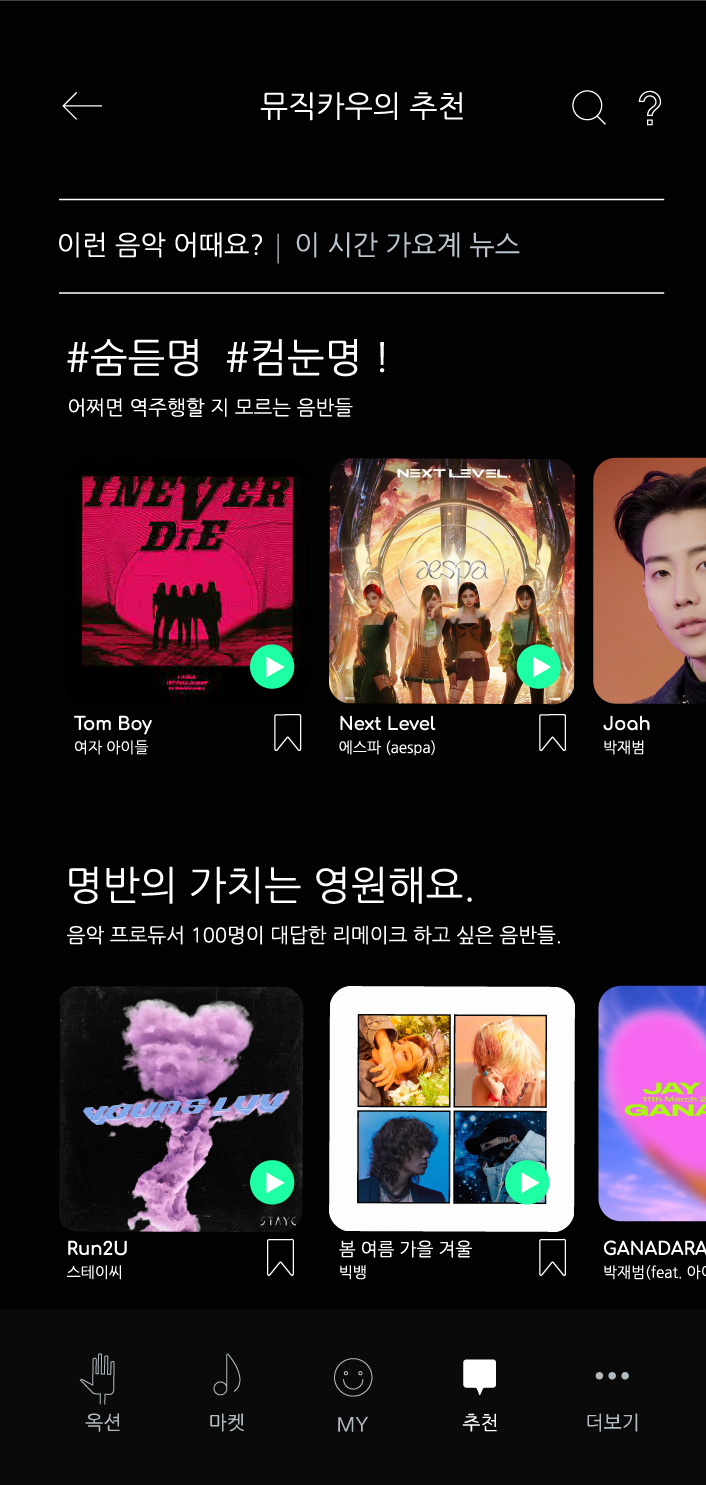 뮤직카우의 추천
이런 음악 어때요? | 이 시간 가요계 뉴스
#숨듣명 #컴눈명 !
어쩌면 역주행할 지 모르는 음반들
I NEVER
DIE
NEXT LEVEL
aespa
Tom Boy
여자 아이들
Next Level
에스파 (aespa)
Joah
박재범
명반의 가치는 영원해요.
음악 프로듀서 100명이 대답한 리메이크 하고 싶은 음반들.
YOUNG-LUV
STAYC
JAY
11th March
GANA
Run2U
스테이씨
봄 여름 가을 겨울
빅뱅
GANADARA
박재범(feat. 아이
옥션
마켓
MY
추천
더보기